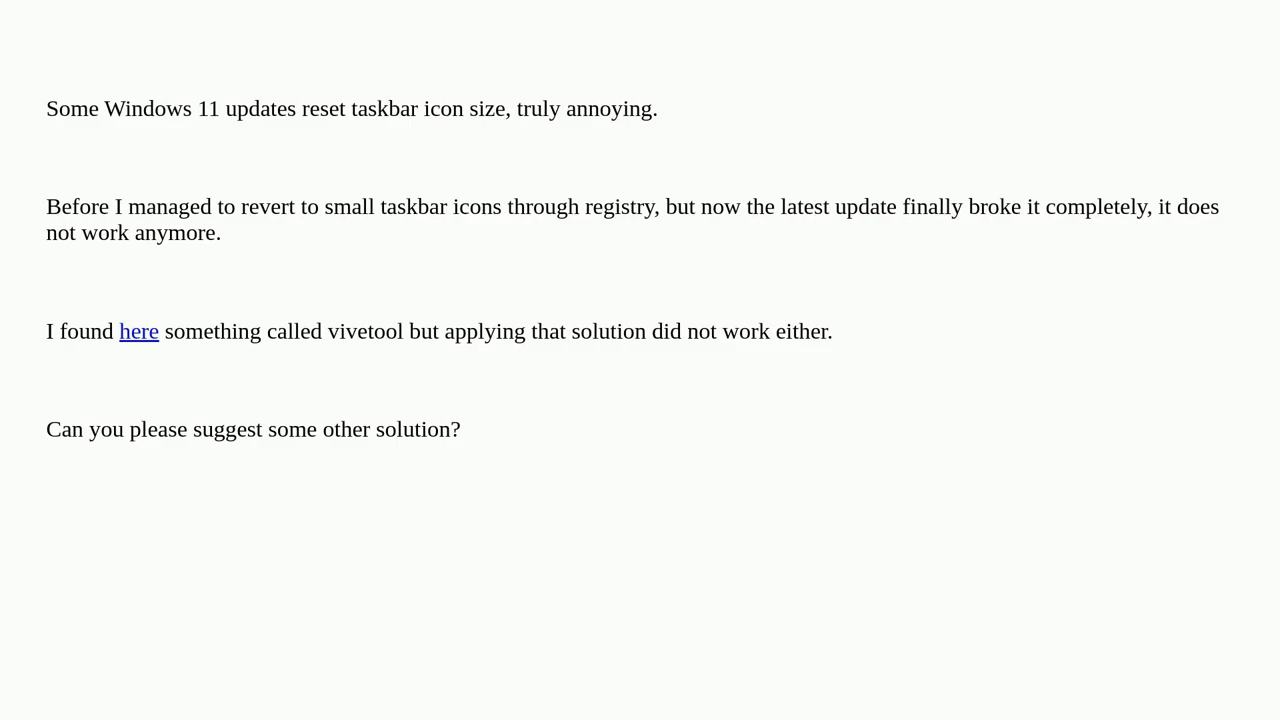 Some Windows 11 updates reset taskbar icon size, truly annoying.
Before I managed to revert to small taskbar icons through registry, but now the latest update finally broke it completely, it does
not work anymore.
I found here something called vivetool but applying that solution did not work either.
Can you please suggest some other solution?